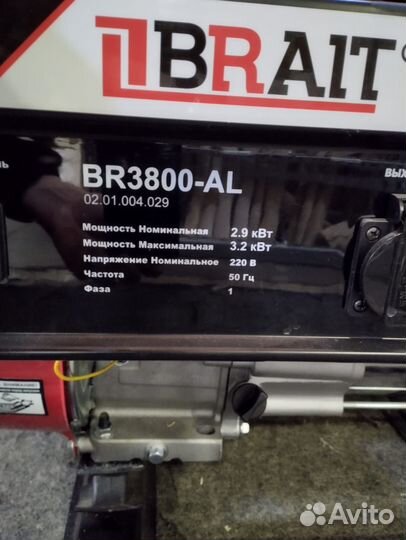 BRAIT
ВЫХ
BR3800-AL
02.01.004.029
Мощность Номинальная 2.9 кВт
Мощность Максимальная 3.2 кВт
Напряжение Номинальное 220 В
Частота 50 Гц
Фаза 1
Avito